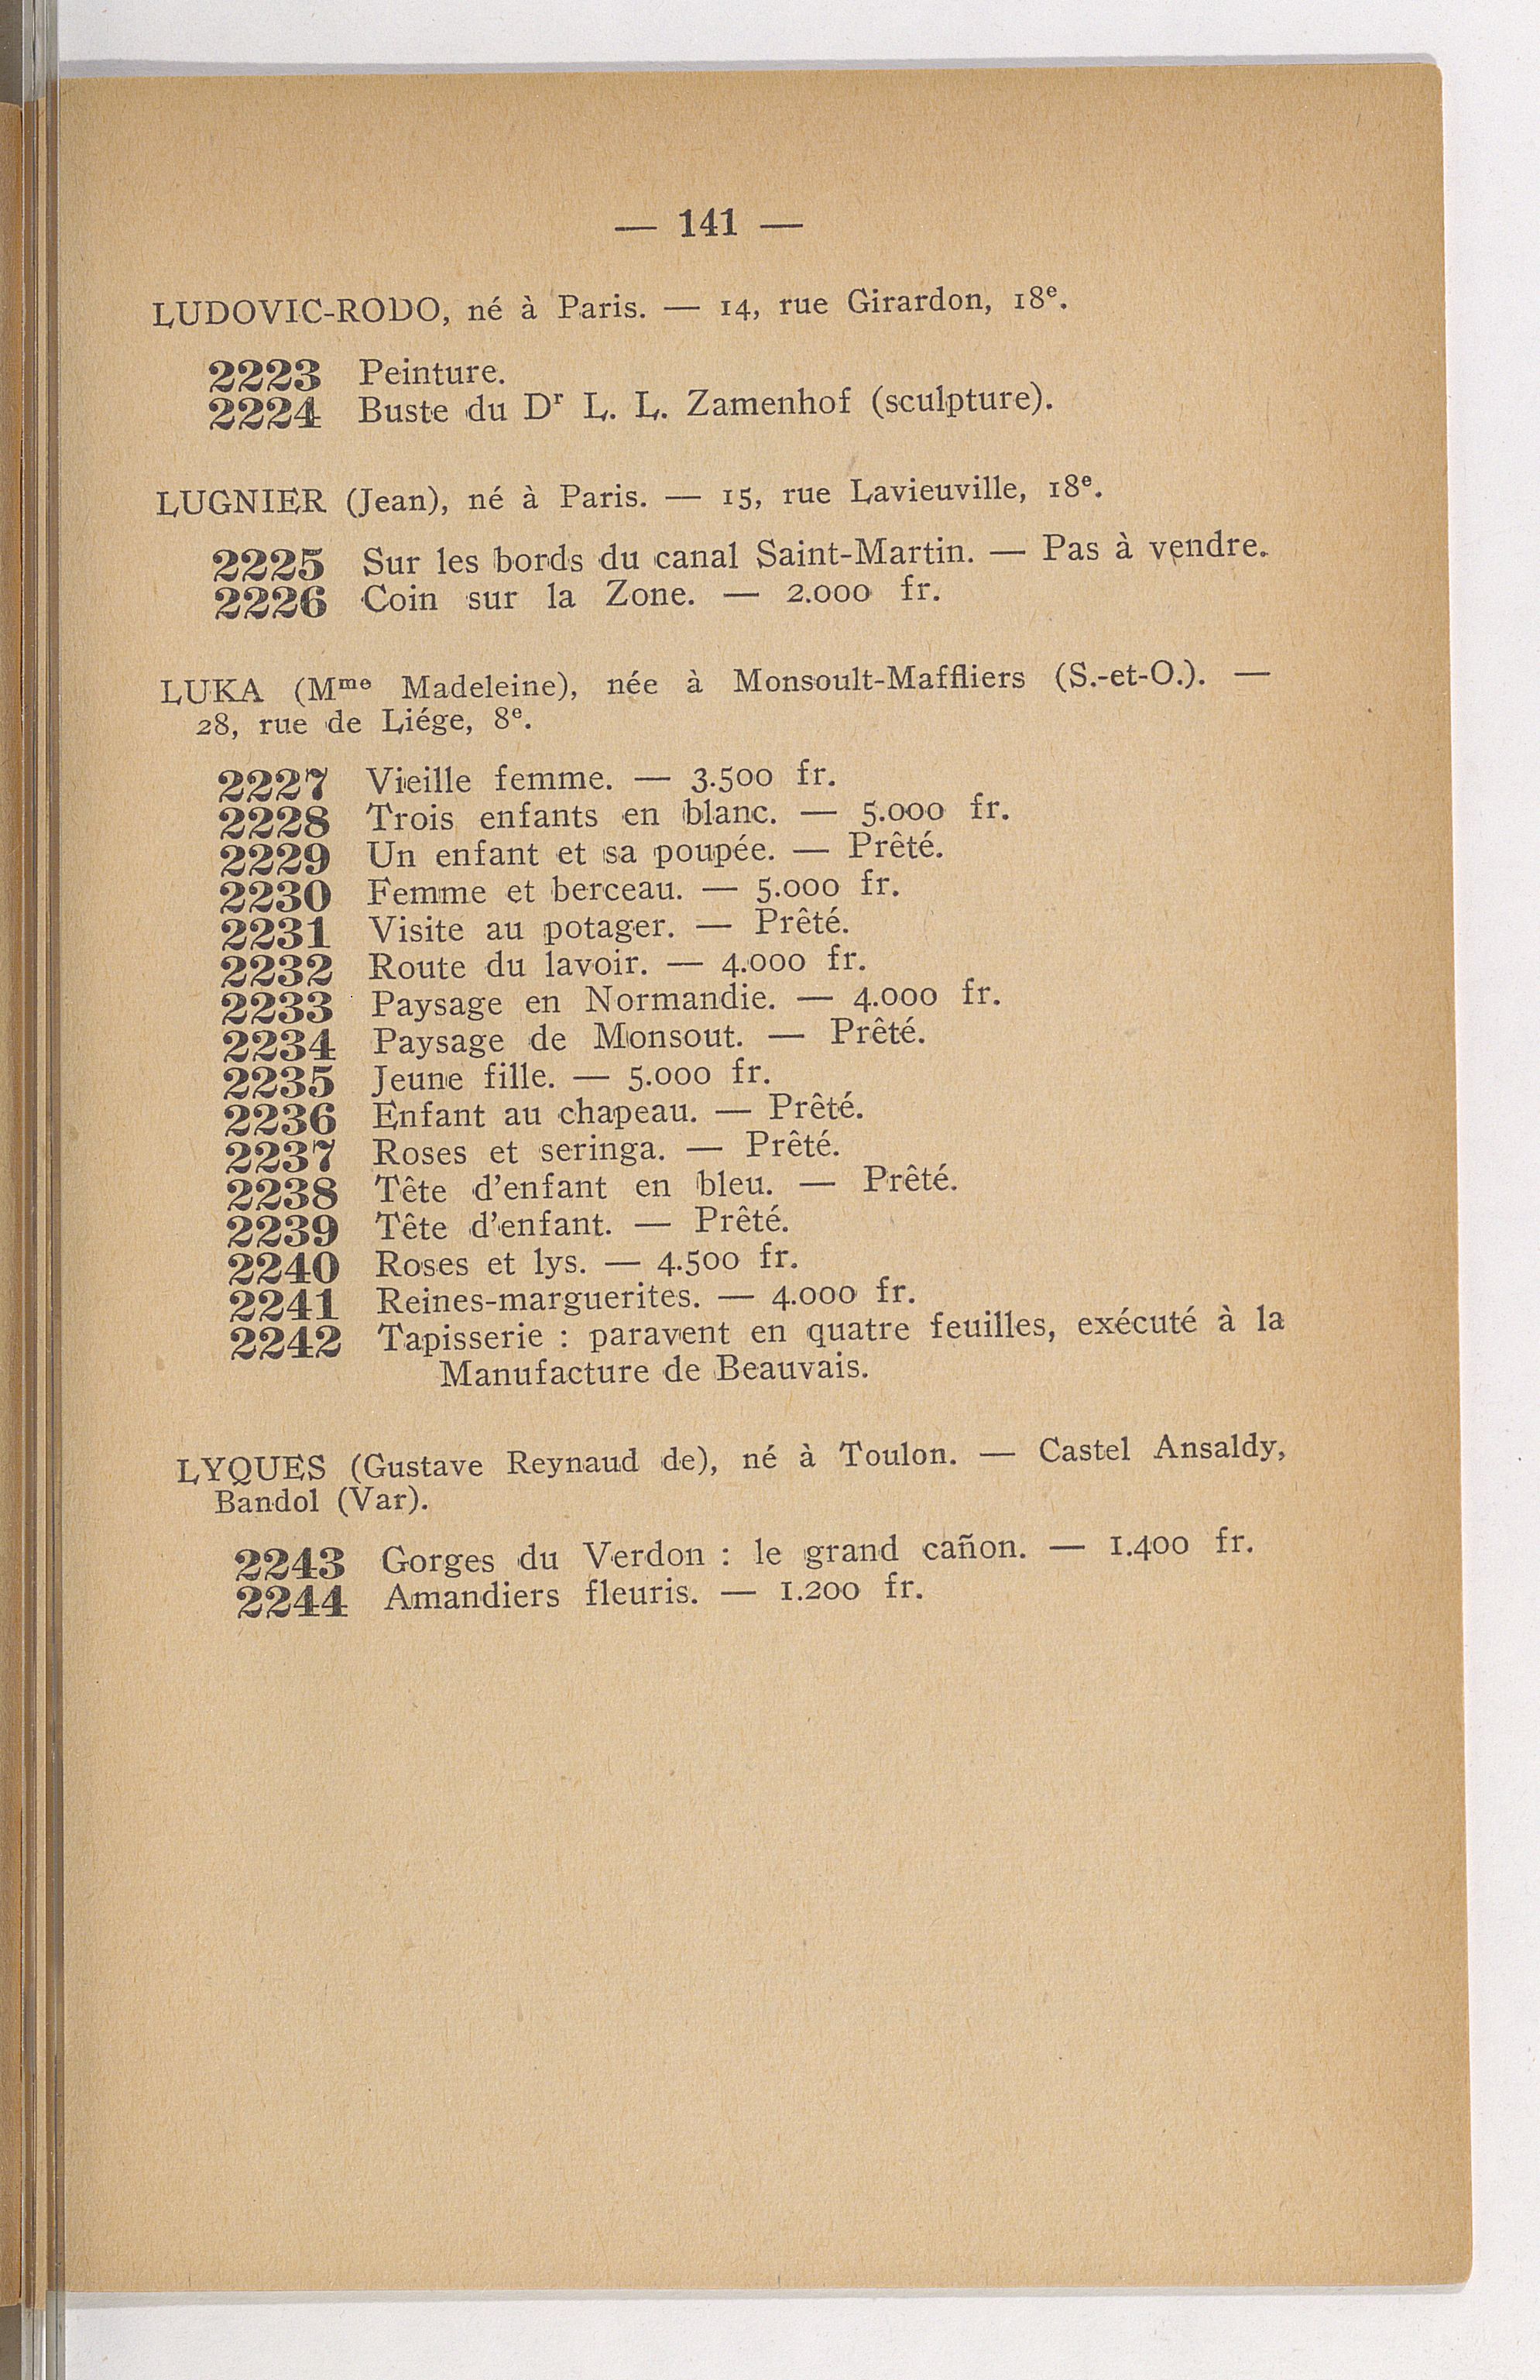 — 141 —
LUDOVIC-RODO, né à Paris. — 14, rue Girardon, 18e.
2223 Peinture.
2224 Buste du Dr L. L. Zamenhof (sculpture).
LUGNIER (Jean), né à Paris. — 15, rue Lavieuville, 18e.
2225 Sur les bords du canal Saint-Martin. — Pas à vendre.
2226 Coin sur la Zone. — 2.000 fr.
LUKA (Mme Madeleine), née à Monsoult-Maffliers (S.-et-O.). —
28, rue de Liége, 8e.
2227 Vieille femme. — 3.500 fr.
2228 Trois enfants en blanc. — 5.000 fr.
2229 Un enfant et sa poupée. — Prêté.
2230 Femme et berceau. — 5.000 fr.
2231 Visite au potager. — Prêté.
2232 Route du lavoir. — 4.000 fr.
2233 Paysage en Normandie. — 4.000 fr.
2234 Paysage de Monsout. — Prêté.
2235 Jeune fille. — 5.000 fr.
2236 Enfant au chapeau. — Prêté.
2237 Roses et seringa. — Prêté.
2238 Tête d'enfant en bleu. — Prêté.
2239 Tête d'enfant. — Prêté.
2240 Roses et lys. — 4.500 fr.
2241 Reines-marguerites. — 4.000 fr.
2242 Tapisserie : paravent en quatre feuilles, exécuté à la
Manufacture de Beauvais.
LYQUES (Gustave Reynaud de), né à Toulon. — Castel Ansaldy,
Bandol (Var).
2243 Gorges du Verdon : le grand cañon. — 1.400 fr.
2244 Amandiers fleuris. — 1.200 fr.